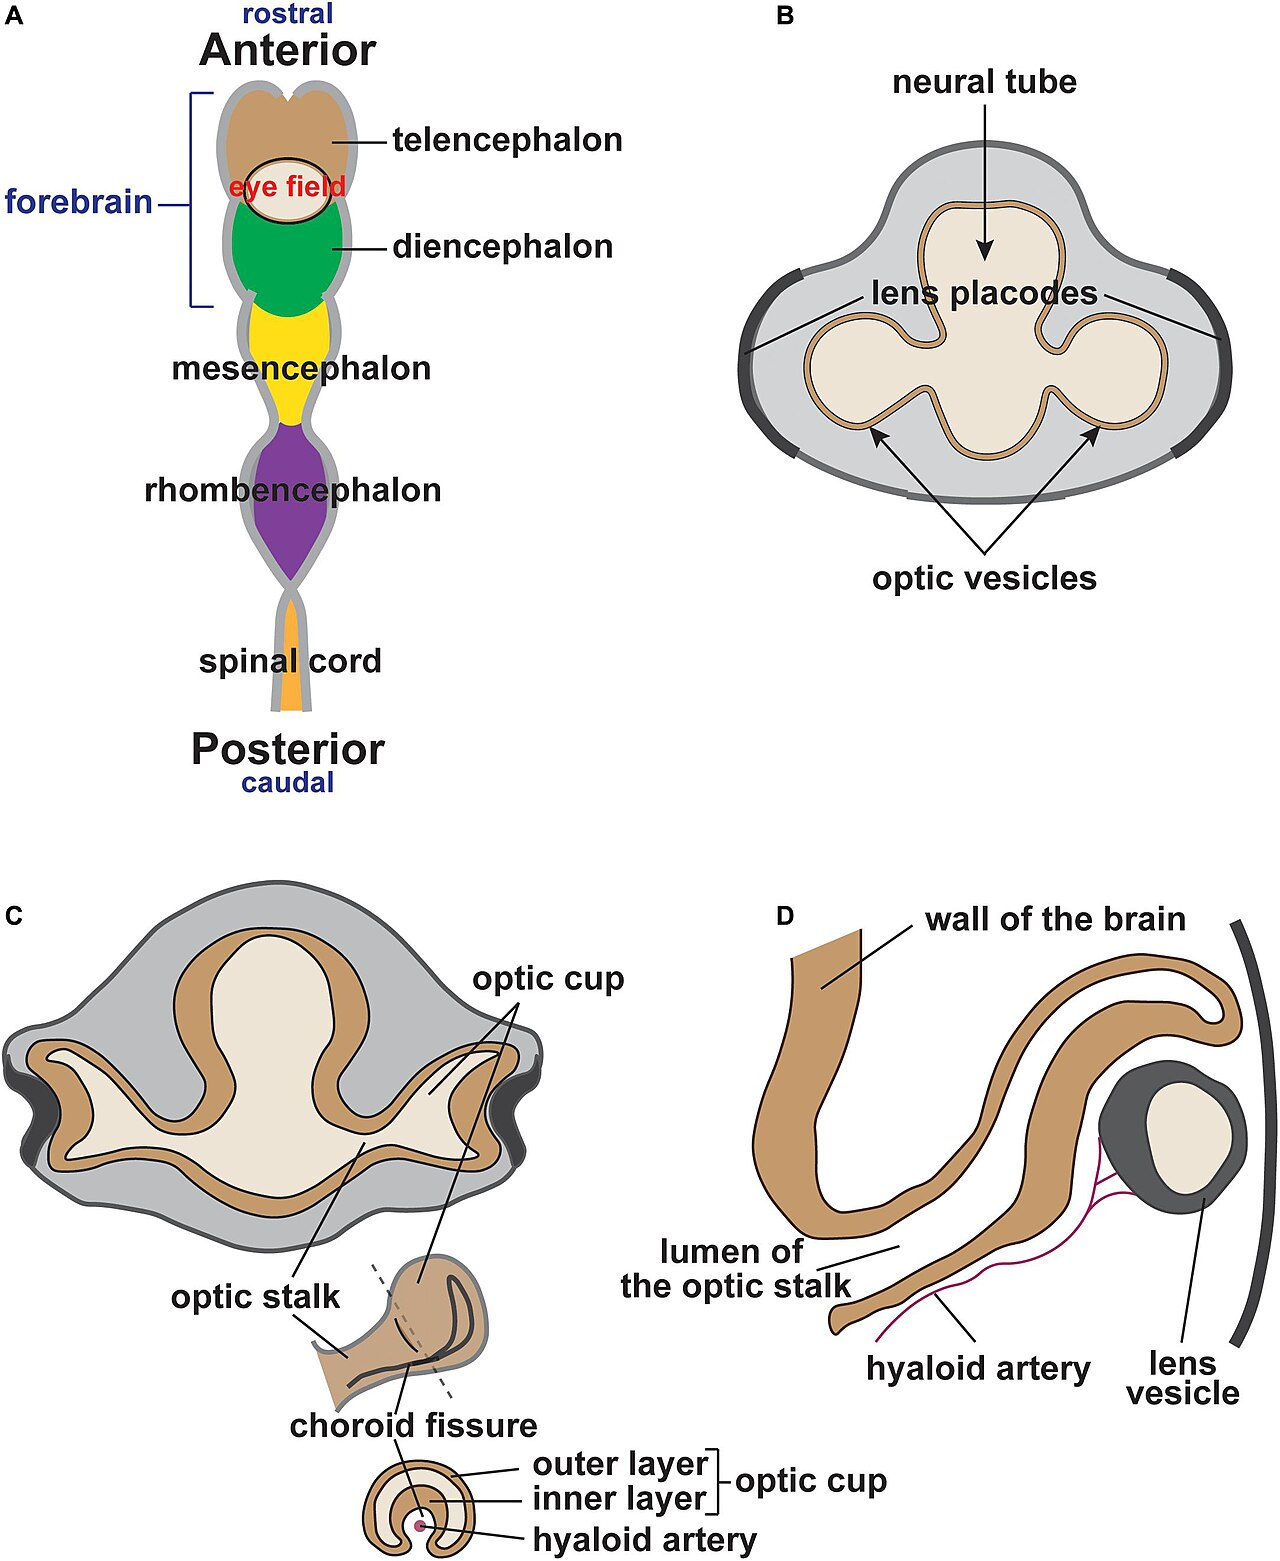 A
rostral
Anterior
telencephalon
eye field
forebrain
diencephalon
mesencephalon
rhombencephalon
spinal cord
Posterior
caudal
B
neural tube
lens placodes
optic vesicles
C
optic cup
optic stalk
choroid fissure
outer layer
inner layer
optic cup
hyaloid artery
D
wall of the brain
lumen of
the optic stalk
hyaloid artery
lens
vesicle